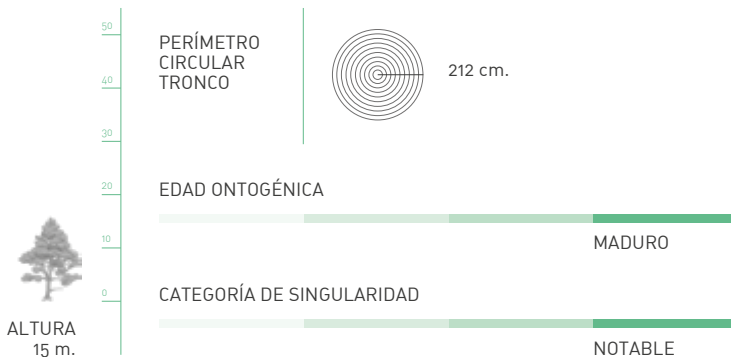 50
40
30
20
10
0
ALTURA
15 m.
PERÍMETRO
CIRCULAR
TRONCO
212 cm.
EDAD ONTOGÉNICA
MADURO
CATEGORÍA DE SINGULARIDAD
NOTABLE